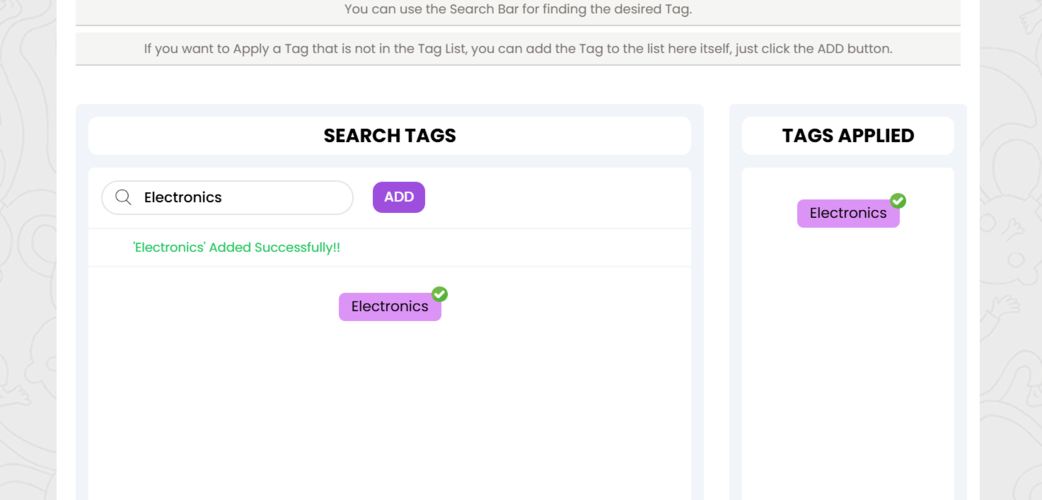 You can use the Search Bar for finding the desired Tag.
If you want to Apply a Tag that is not in the Tag List, you can add the Tag to the list here itself, just click the ADD button.
SEARCH TAGS
Electronics
ADD
'Electronics' Added Successfully!!
Electronics
TAGS APPLIED
Electronics